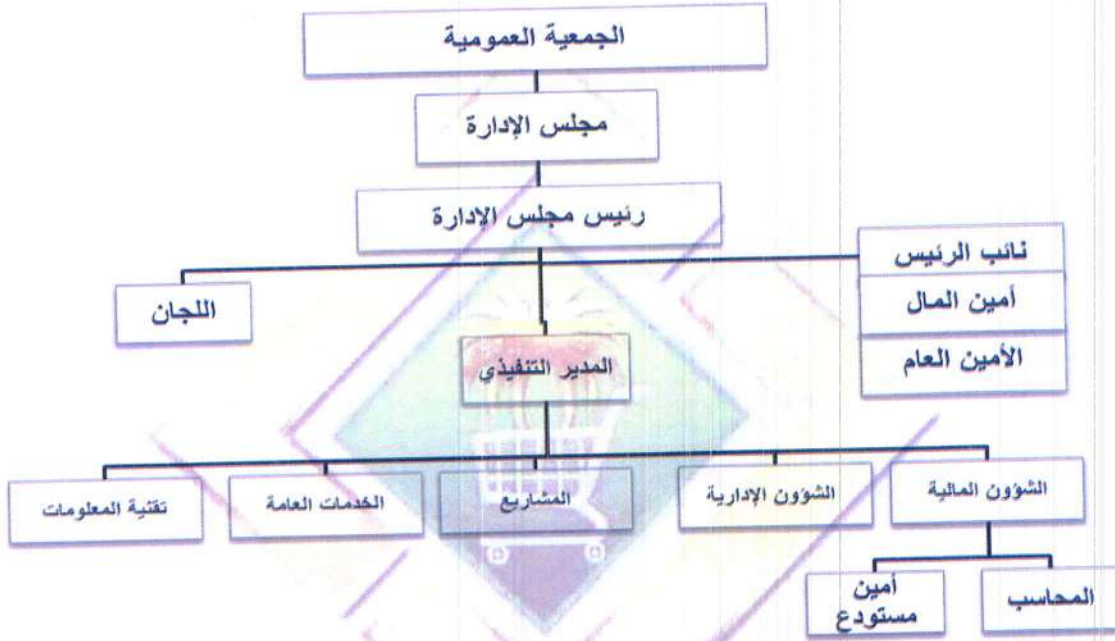 الجمعية العمومية
مجلس الإدارة
رئيس مجلس الإدارة
نائب الرئيس
أمين المال
الأمين العام
اللجان
المدير التنفيذي
الشؤون المالية
الشؤون الإدارية
المشاريع
الخدمات العامة
تقنية المعلومات
المحاسب
أمين
مستودع